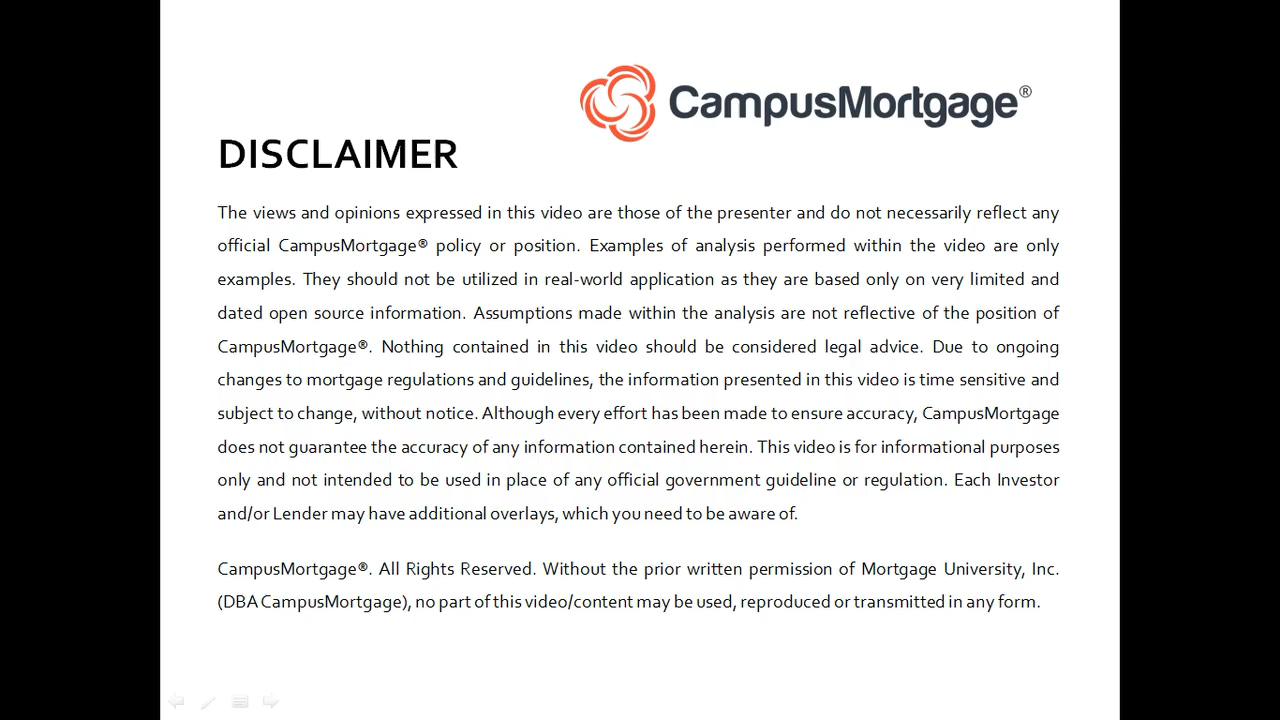 CampusMortgage®
DISCLAIMER
The views and opinions expressed in this video are those of the presenter and do not necessarily reflect any
official CampusMortgage® policy or position. Examples of analysis performed within the video are only
examples. They should not be utilized in real-world application as they are based only on very limited and
dated open source information. Assumptions made within the analysis are not reflective of the position of
CampusMortgage®. Nothing contained in this video should be considered legal advice. Due to ongoing
changes to mortgage regulations and guidelines, the information presented in this video is time sensitive and
subject to change, without notice. Although every effort has been made to ensure accuracy, CampusMortgage
does not guarantee the accuracy of any information contained herein. This video is for informational purposes
only and not intended to be used in place of any official government guideline or regulation. Each Investor
and/or Lender may have additional overlays, which you need to be aware of.
CampusMortgage®. All Rights Reserved. Without the prior written permission of Mortgage University, Inc.
(DBA CampusMortgage), no part of this video/content may be used, reproduced or transmitted in any form.